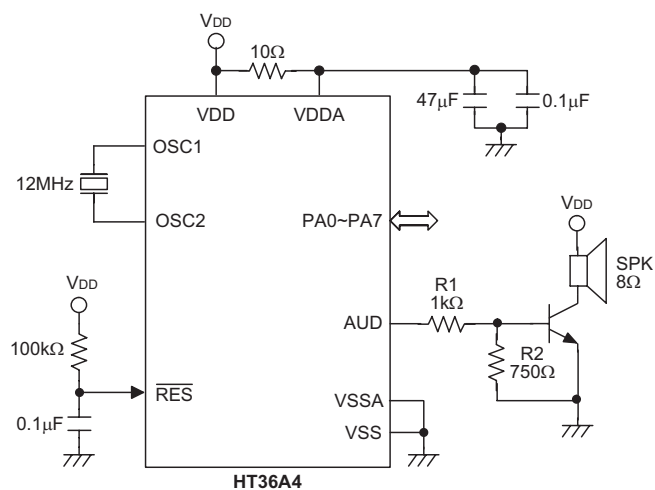 VDD
10Ω
VDD
VDDA
47μF
0.1μF
OSC1
12MHz
OSC2
PA0~PA7
VDD
SPK
8Ω
R1
1kΩ
VDD
AUD
100kΩ
R2
750Ω
RES
VSSA
0.1μF
VSS
HT36A4